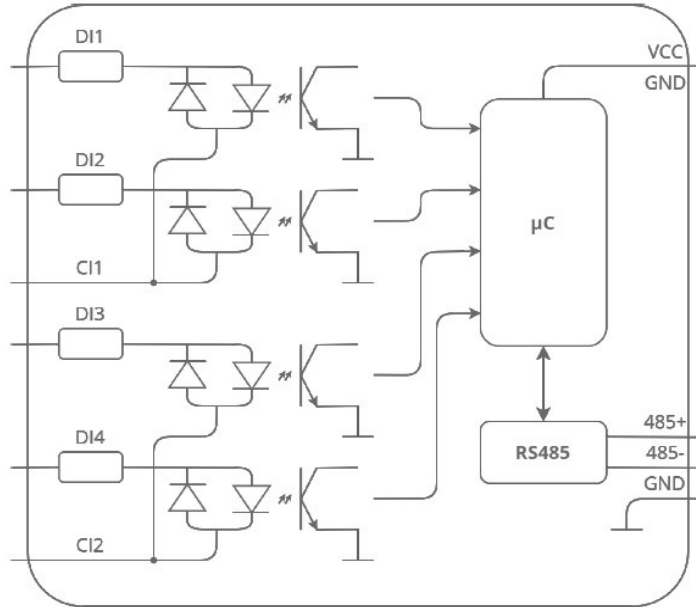 DI1
VCC
GND
DI2
µC
CI1
DI3
485+
DI4
RS485
485-
GND
CI2